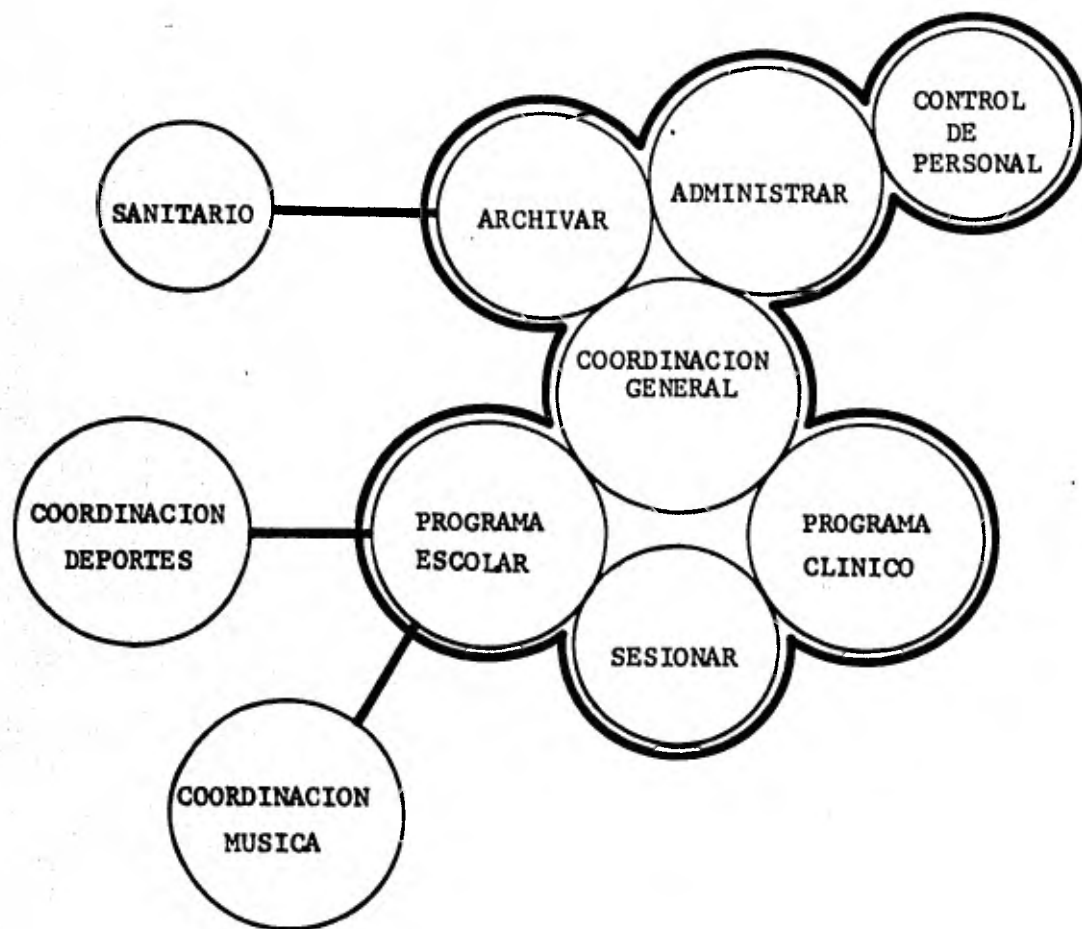 CONTROL
DE
PERSONAL
ADMINISTRAR
ARCHIVAR
SANITARIO
COORDINACION
GENERAL
COORDINACION
DEPORTES
PROGRAMA
ESCOLAR
PROGRAMA
CLINICO
SESIONAR
COORDINACION
MUSICA